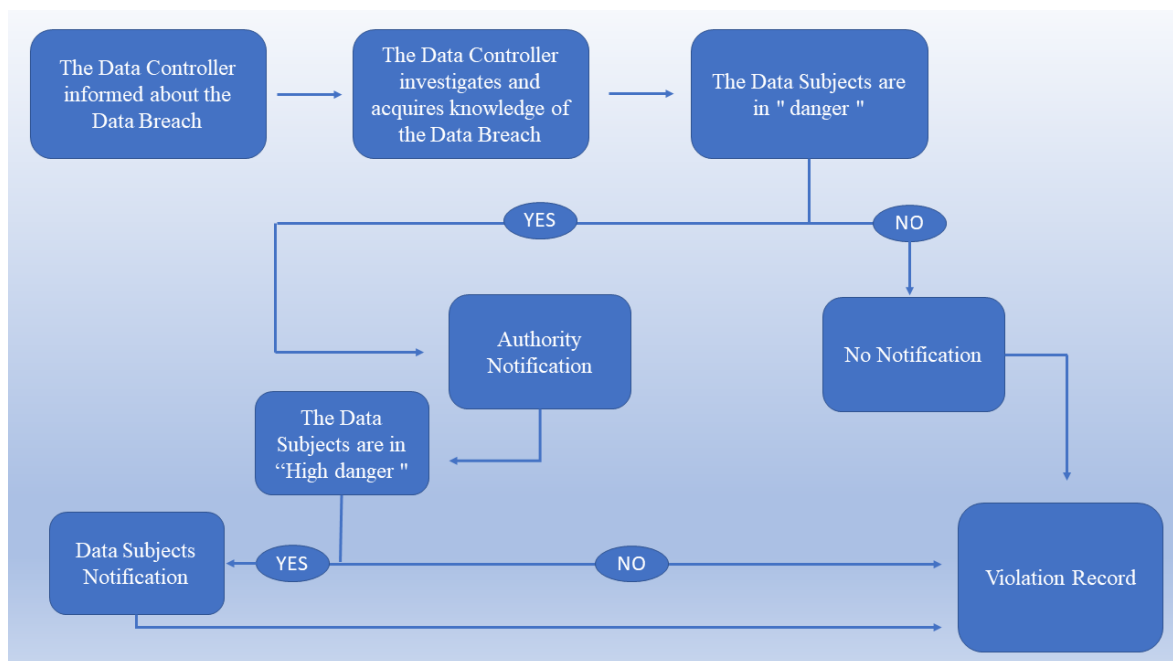 The Data Controller
informed about the
Data Breach
The Data Controller
investigates and
acquires knowledge of
the Data Breach
The Data Subjects are
in " danger "
YES
NO
Authority
Notification
No Notification
The Data
Subjects are in
“High danger "
Data Subjects
Notification
YES
NO
Violation Record